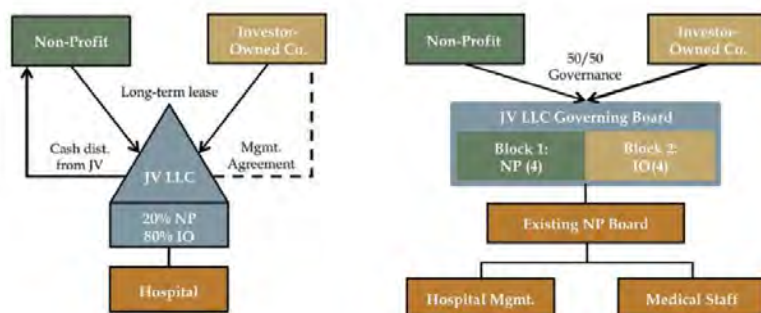 Non-Profit
Investor-
Owned Co.
Long-term lease
Cash dist.
from JV
Mgmt.
Agreement
JV LLC
20% NP
80% IO
Hospital
Non-Profit
Investor-
Owned Co.
50/50
Governance
JV LLC Governing Board
Block 1:
NP (4)
Block 2:
IO(4)
Existing NP Board
Hospital Mgmt.
Medical Staff